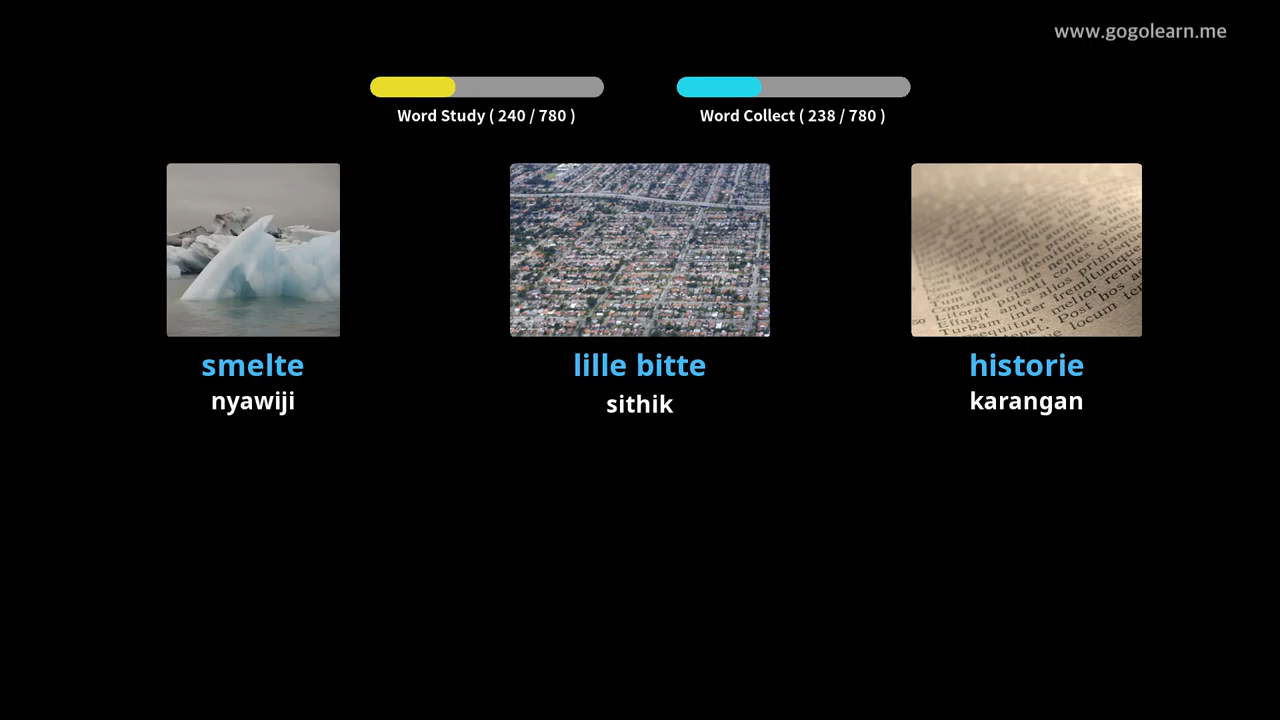 www.gogolearn.me
Word Study ( 240 / 780 )
Word Collect ( 238 / 780 )
smelte
nyawiji
lille bitte
sithik
historie
karangan